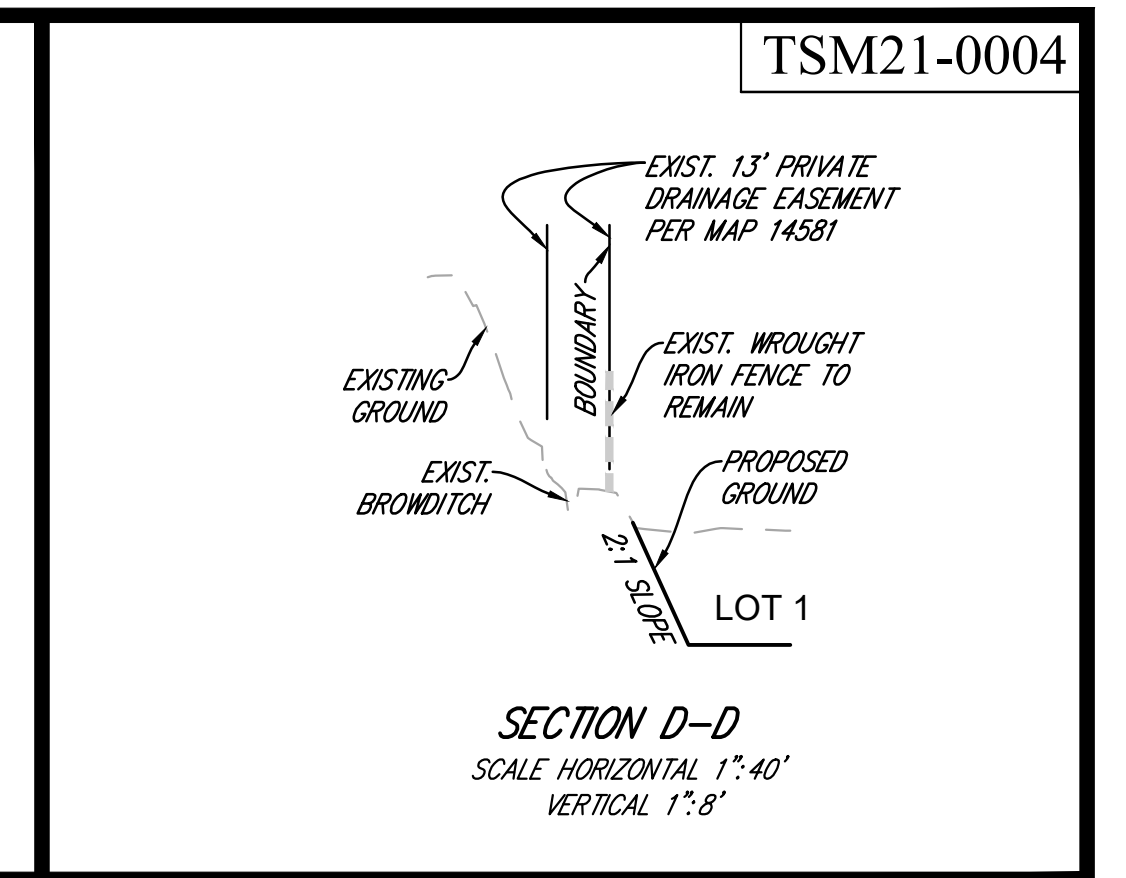 TSM21-0004
EXIST. 13' PRIVATE
DRAINAGE EASEMENT
PER MAP 14581
BOUNDARY
EXIST. WROUGHT
IRON FENCE TO
REMAIN
EXISTING
GROUND
EXIST.
BROWDITCH
PROPOSED
GROUND
2:1 SLOPE
LOT 1
SECTION D-D
SCALE HORIZONTAL 1":40'
VERTICAL 1":8'